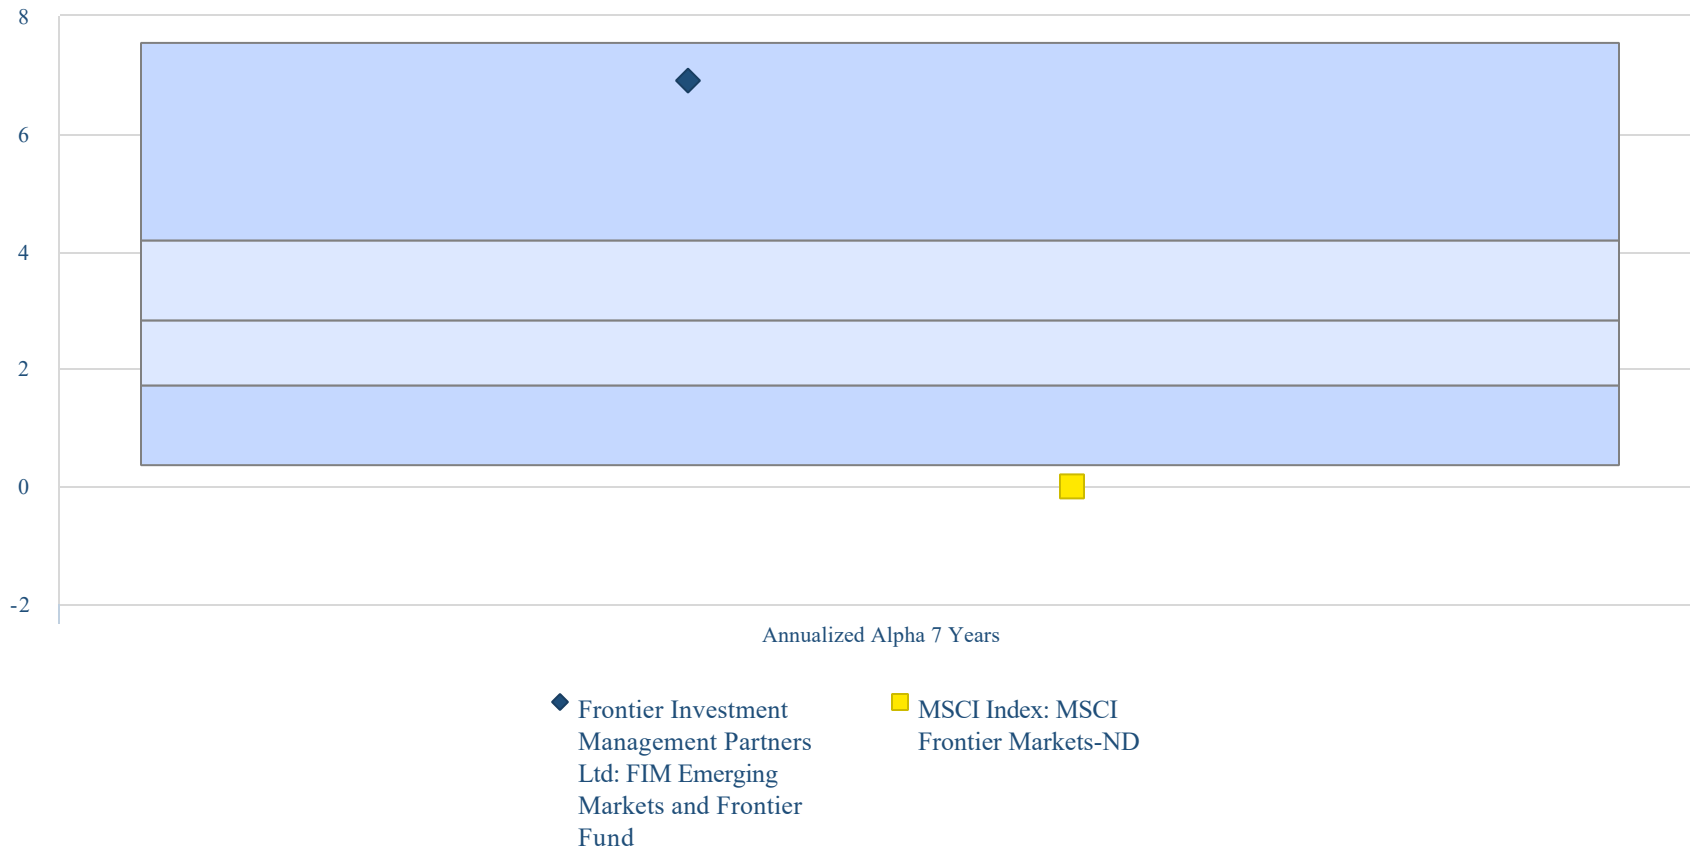 8
6
4
2
0
-2
Annualized Alpha 7 Years
Frontier Investment
Management Partners
Ltd: FIM Emerging
Markets and Frontier
Fund
MSCI Index: MSCI
Frontier Markets-ND